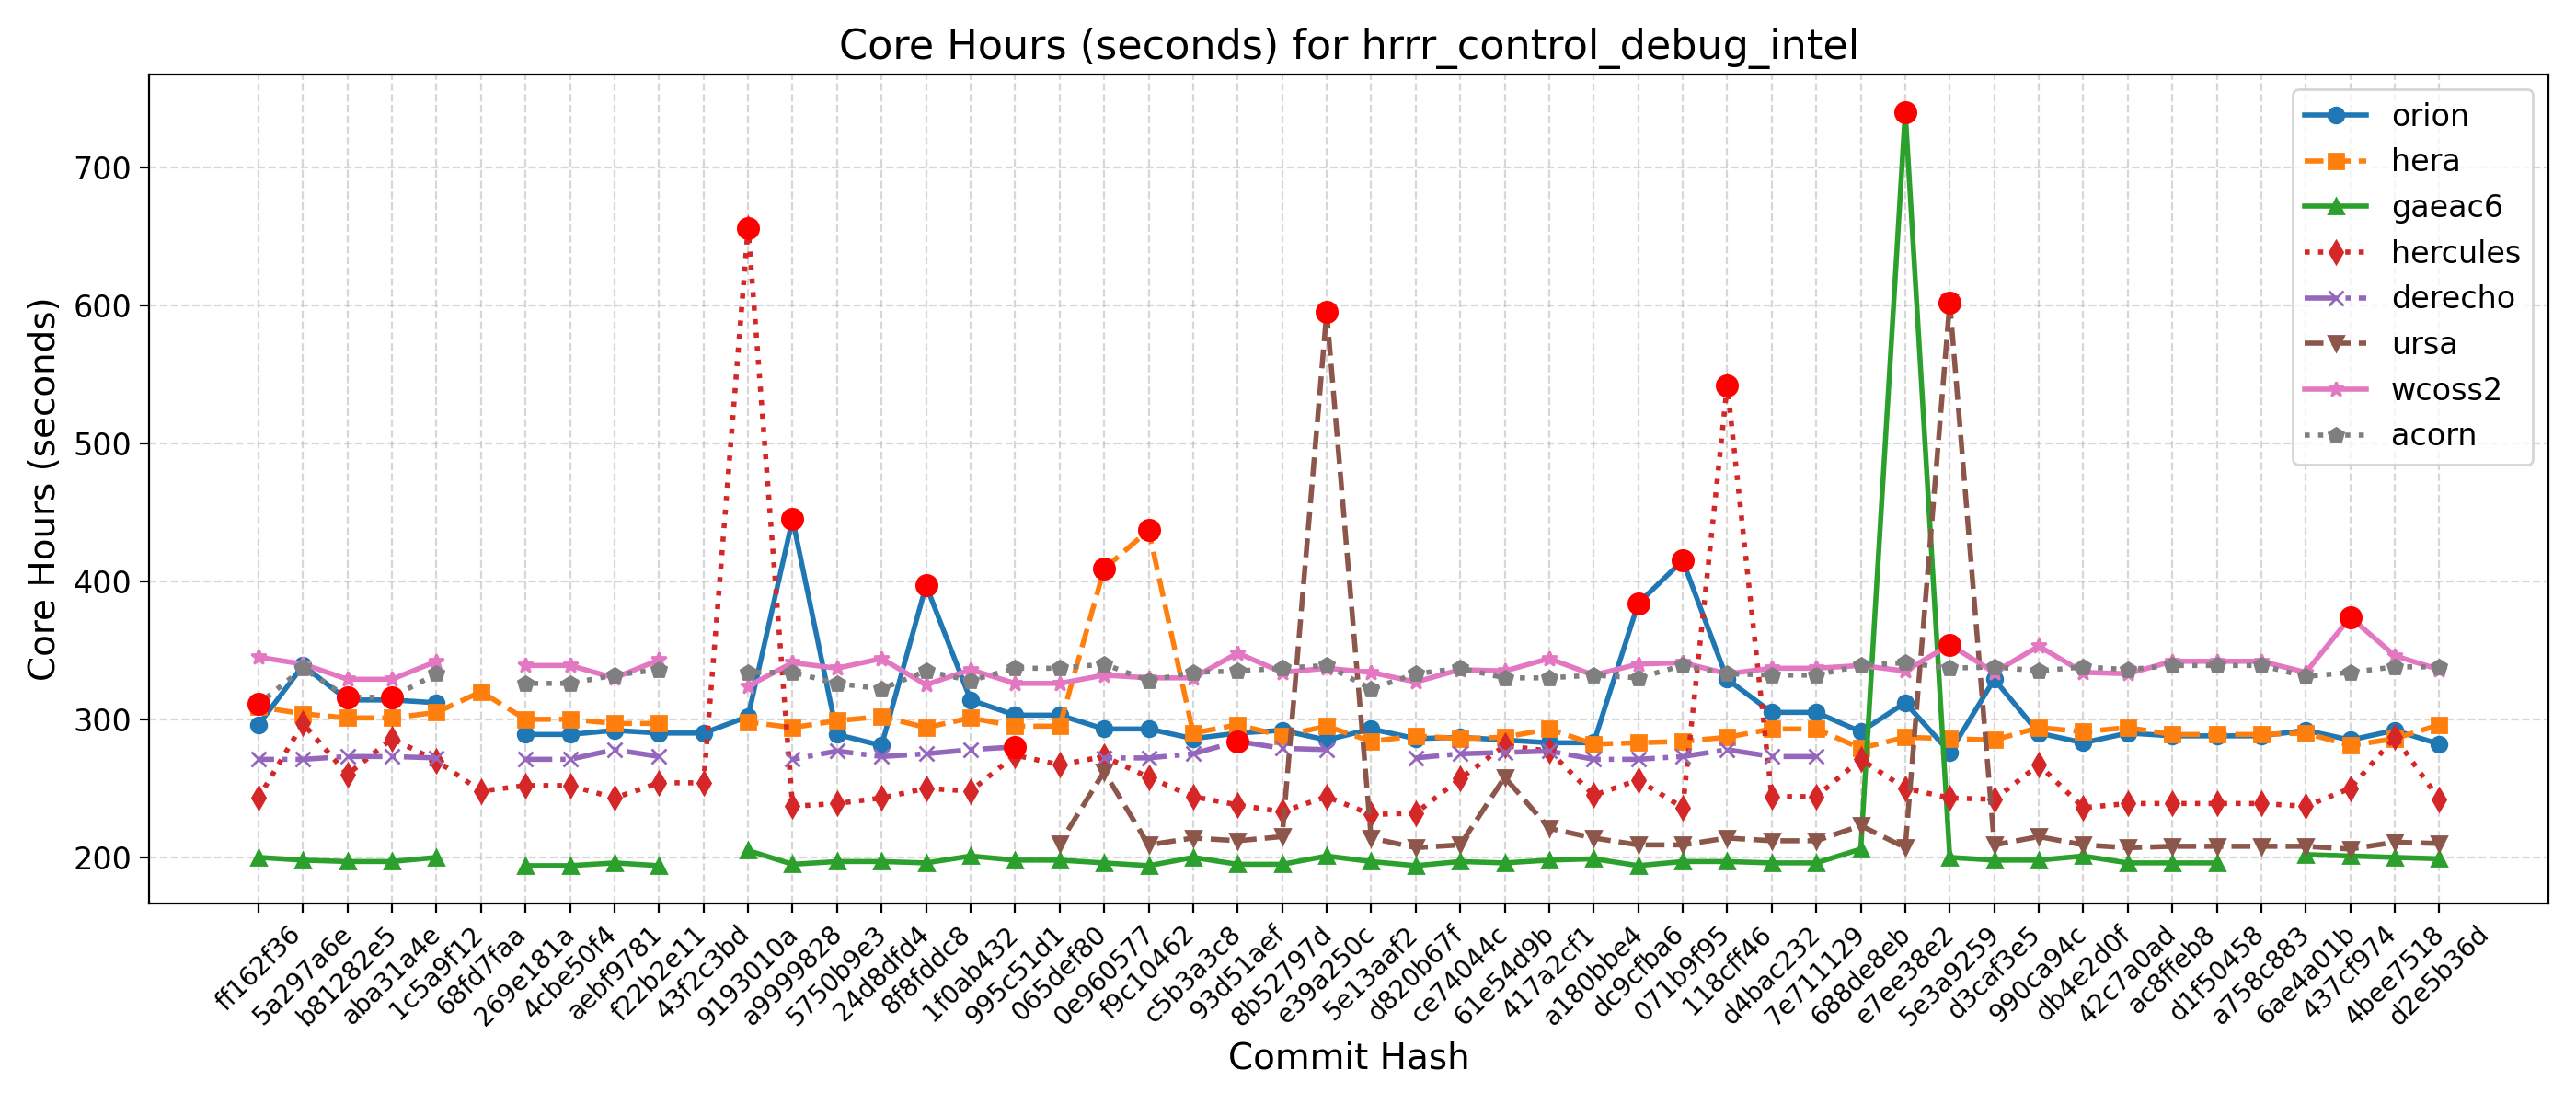 Core Hours (seconds) for hrrr_control_debug_intel
Core Hours (seconds)
700
600
500
400
300
200
orion
hera
gaeac6
hercules
derecho
ursa
wcoss2
acorn
ff162f36
5a297a6e
b81282e5
aba31a4e
1c5a9f12
68fd7faa
269e181a
4cbe50f4
aebf9781
f22b2e11
43f2c3bd
9193010a
a9999828
5750b9e3
24d8dfd4
8f8fddc8
1f0ab432
995c51d1
065def80
0e960577
f9c10462
c5b3a3c8
93d51aef
8b52797d
e39a250c
5e13aaf2
d820b67f
ce74044c
61e54d9b
417a2cf1
a180bbe4
dc9cfba6
071b9f95
118cff46
d4bac232
7e711129
688de8eb
e7ee38e2
5e3a9259
d3caf3e5
990ca94c
db4e2d0f
42c7a0ad
ac8ffeb8
d1f50458
a758c883
6ae4a01b
437cf974
4bee7518
d2e5b36d
Commit Hash